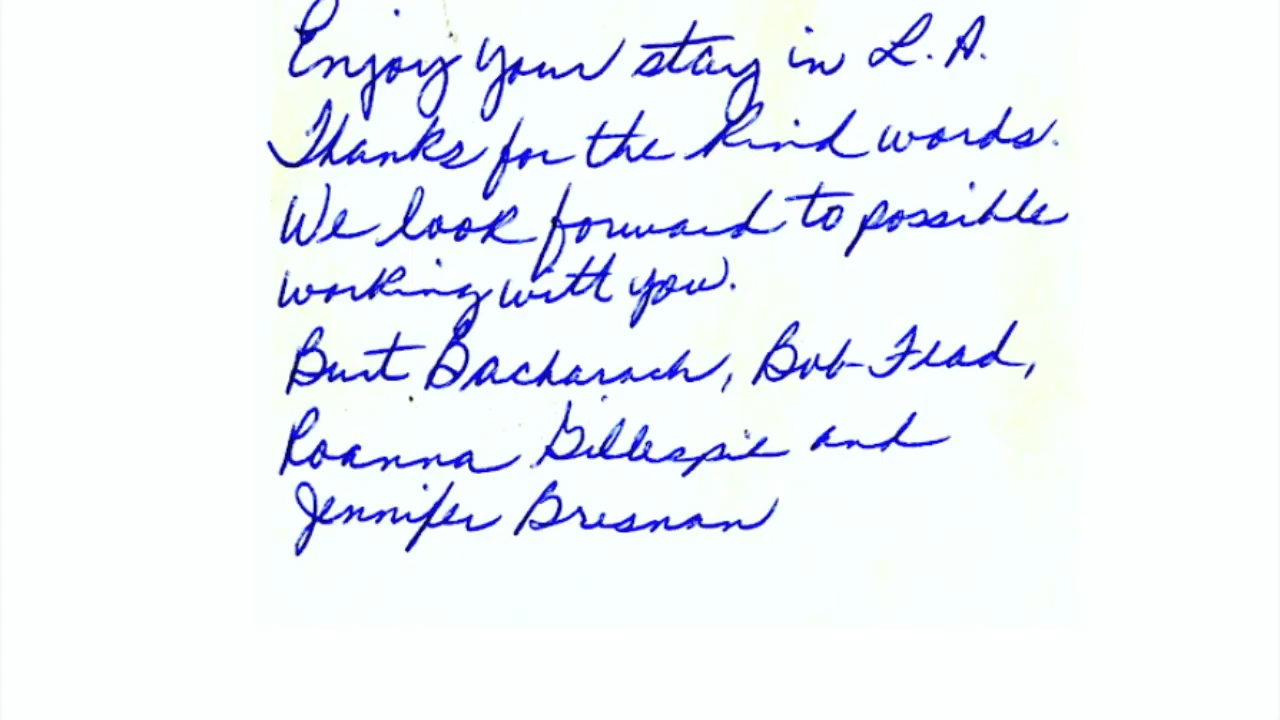 Enjoy your stay in L.A.
Thanks for the kind words.
We look forward to possible
working with you.
Burt Bacharach, Bob Flad,
Roanna Gillespie and
Jennifer Bresnan